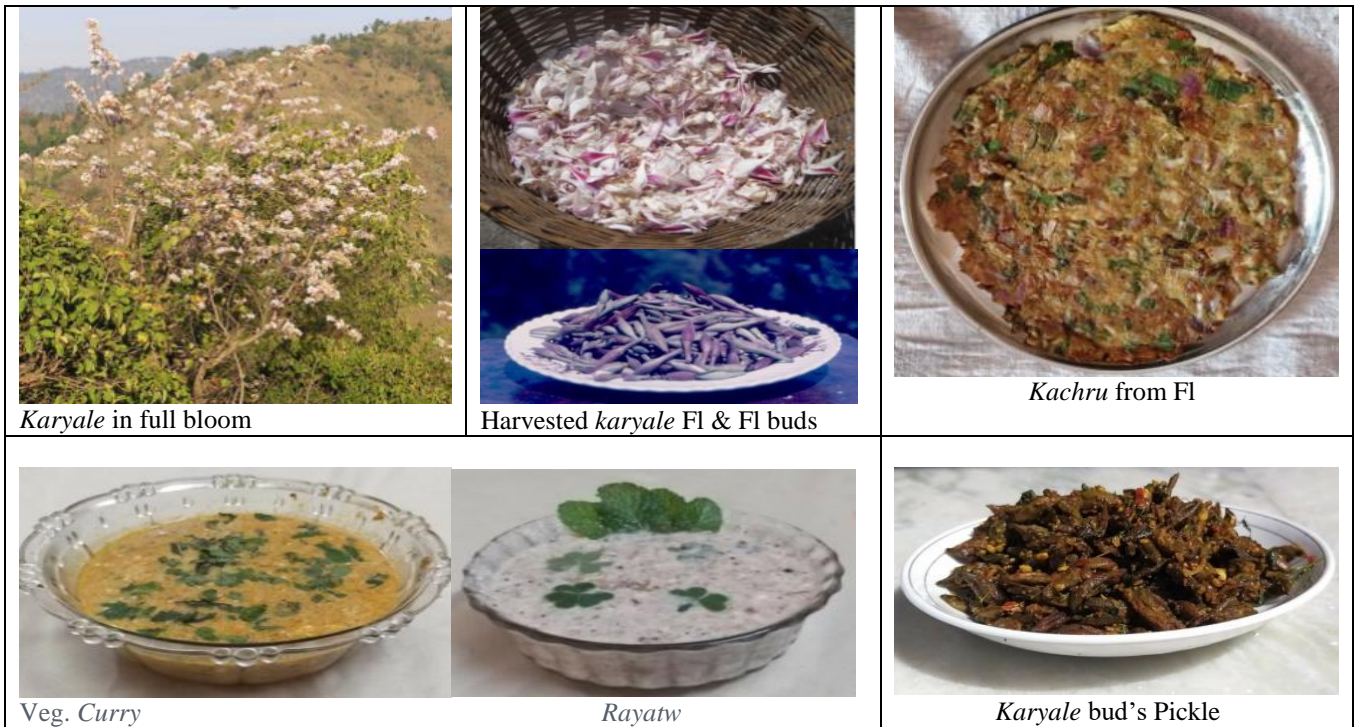 Karyale in full bloom
Harvested karyale Fl & Fl buds
Kachru from Fl
Veg. Curry
Rayatw
Karyale bud's Pickle